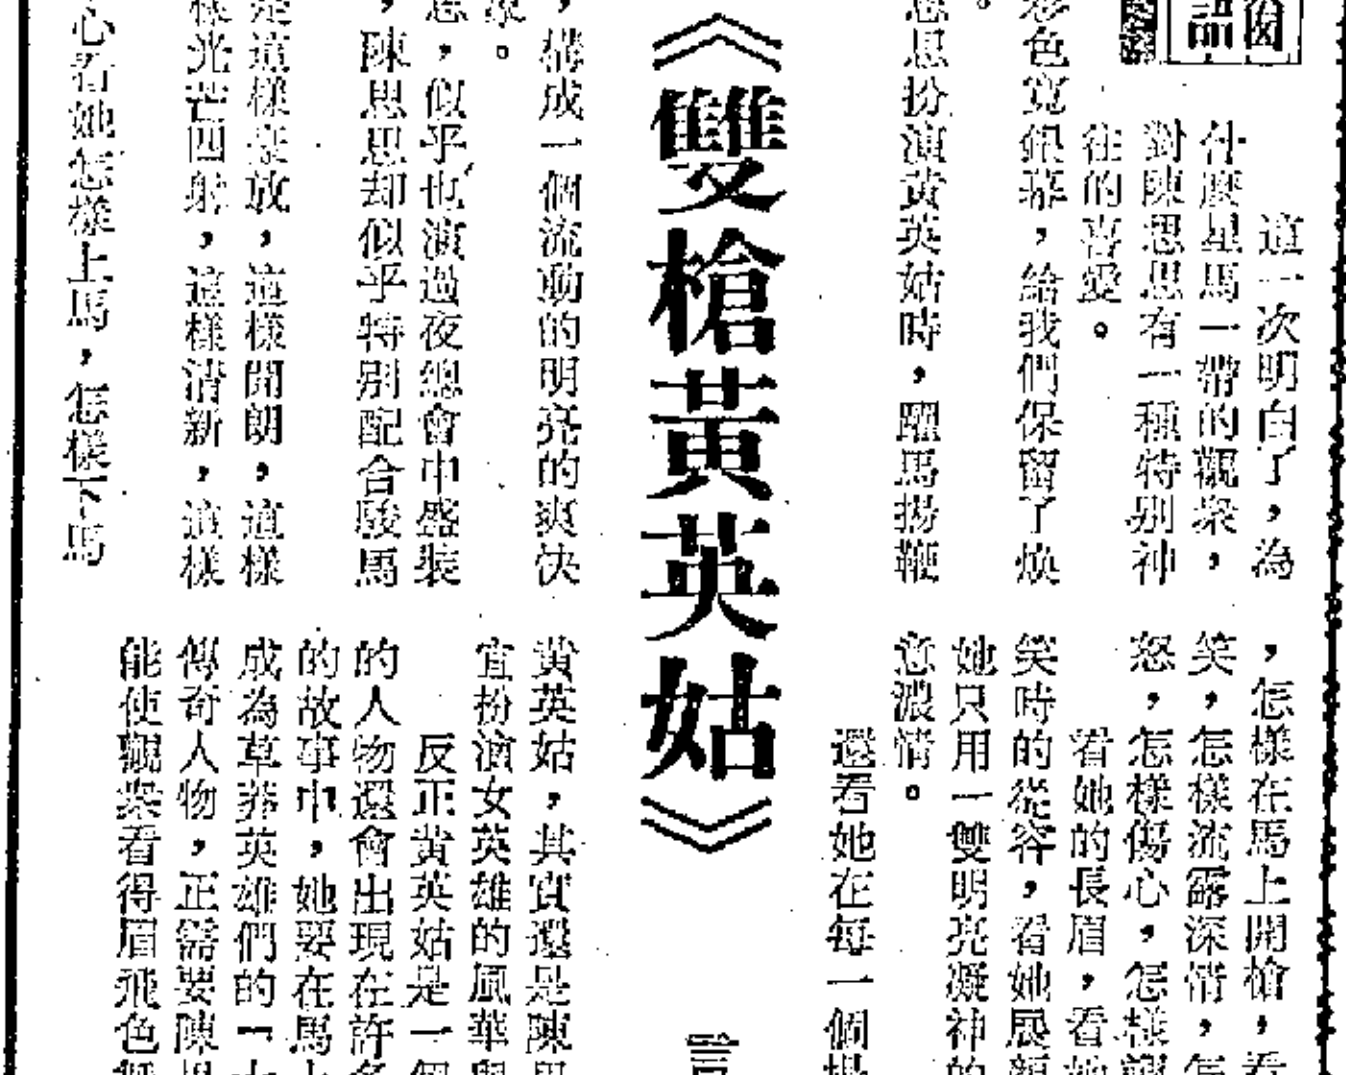 語
這一次明白了，為
什麼星馬一帶的觀衆，
對陳思思有一種特別神
往的喜愛。
色寬銀幕，給我們保留了煥
思扮演黃英姑時，躍馬揚鞭
《雙槍黃英姑》
，構成一個流動的明亮的爽快
。
，似乎也演過夜總會中盛裝
，陳思思却似乎特別配合駿馬
這樣豪放，這樣開朗，這樣
光芒四射，這樣清新，這樣
心看她怎樣上馬，怎樣下馬
，怎樣在馬上開槍，看
笑，怎樣流露深情，怎
怒，怎樣傷心，怎樣
看她的長眉，看她
笑時的從容，看她展
她只用一雙明亮凝神的
意濃情。
還看她在每一個
黃英姑，其實還是陳
宜扮演女英雄的風華
反正黃英姑是一個
的人物還會出現在許多
的故事中，她要在馬上
成為草莽英雄們的
傳奇人物，正需要陳
能使觀衆看得眉飛色